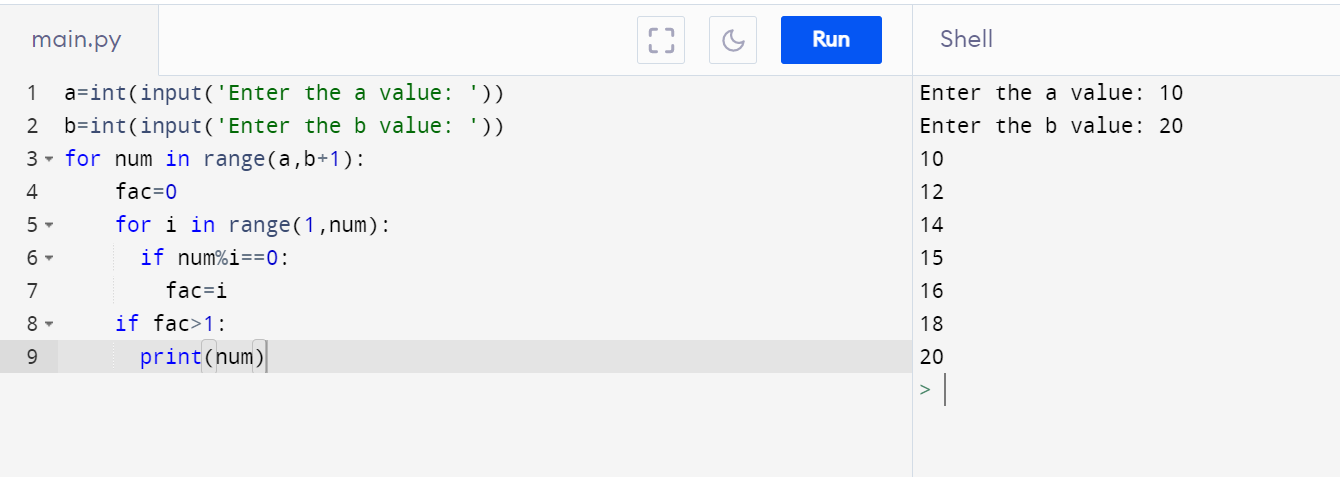 main.py
Run
Shell
1 a=int(input('Enter the a value: '))
2 b=int(input('Enter the b value: '))
3 for num in range(a,b+1):
4     fac=0
5     for i in range(1,num):
6       if num%i==0:
7         fac=i
8     if fac>1:
9       print(num)
Enter the a value: 10
Enter the b value: 20
10
12
14
15
16
18
20
>